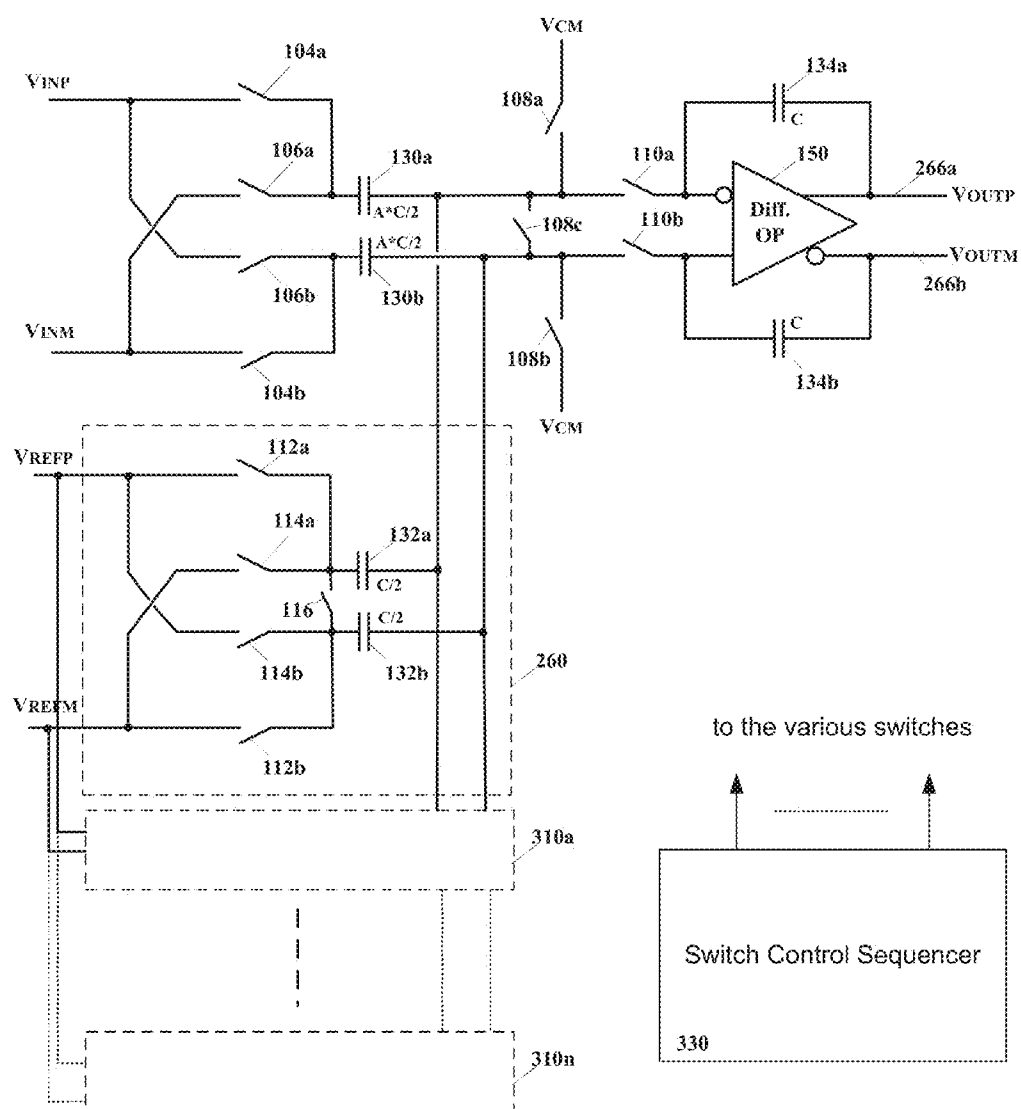 VCM
104a
134a
VINP
108a
C
106a
130a
110a
150
266a
A*C/2
VOUTP
108c
110b
Diff.
OP
A*C/2
VOUTM
106b
130b
266b
VINM
C
108b
104b
134b
VCM
VREFP
112a
114a
132a
C/2
116
C/2
114b
132b
260
VREFM
to the various switches
112b
310a
Switch Control Sequencer
330
310n